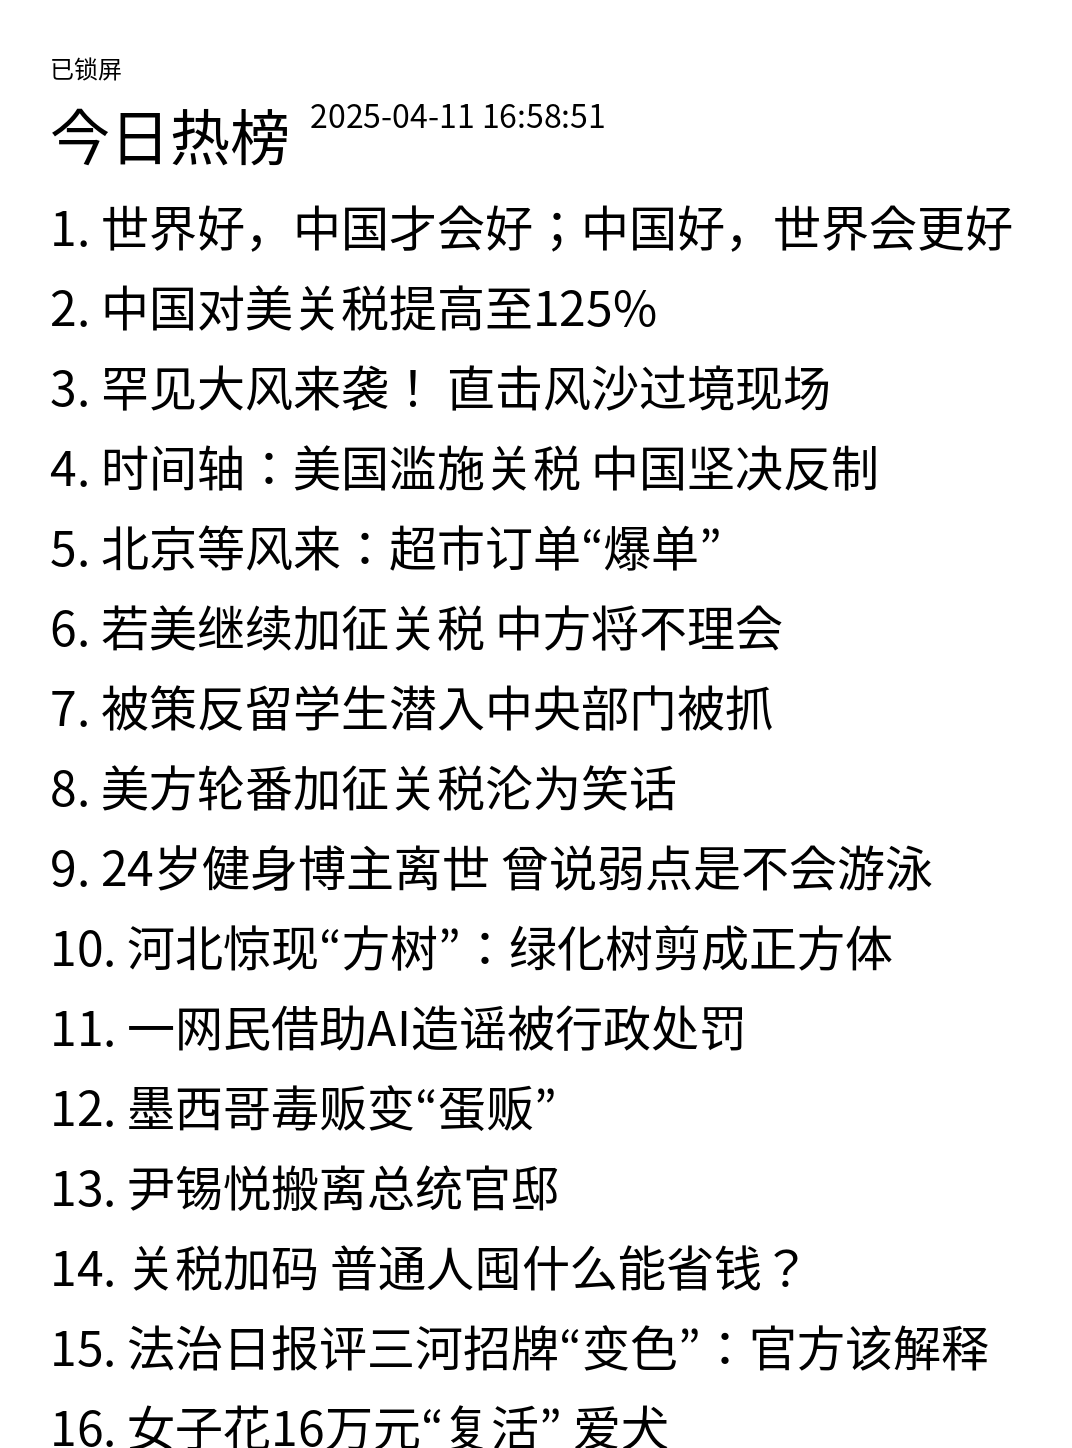 已锁屏
今日热榜 2025-04-11 16:58:51
1. 世界好，中国才会好；中国好，世界会更好
2. 中国对美关税提高至125%
3. 罕见大风来袭！ 直击风沙过境现场
4. 时间轴：美国滥施关税 中国坚决反制
5. 北京等风来：超市订单“爆单”
6. 若美继续加征关税 中方将不理会
7. 被策反留学生潜入中央部门被抓
8. 美方轮番加征关税沦为笑话
9. 24岁健身博主离世 曾说弱点是不会游泳
10. 河北惊现“方树”：绿化树剪成正方体
11. 一网民借助AI造谣被行政处罚
12. 墨西哥毒贩变“蛋贩”
13. 尹锡悦搬离总统官邸
14. 关税加码 普通人囤什么能省钱？
15. 法治日报评三河招牌“变色”：官方该解释
16. 女子花16万元“复活” 爱犬